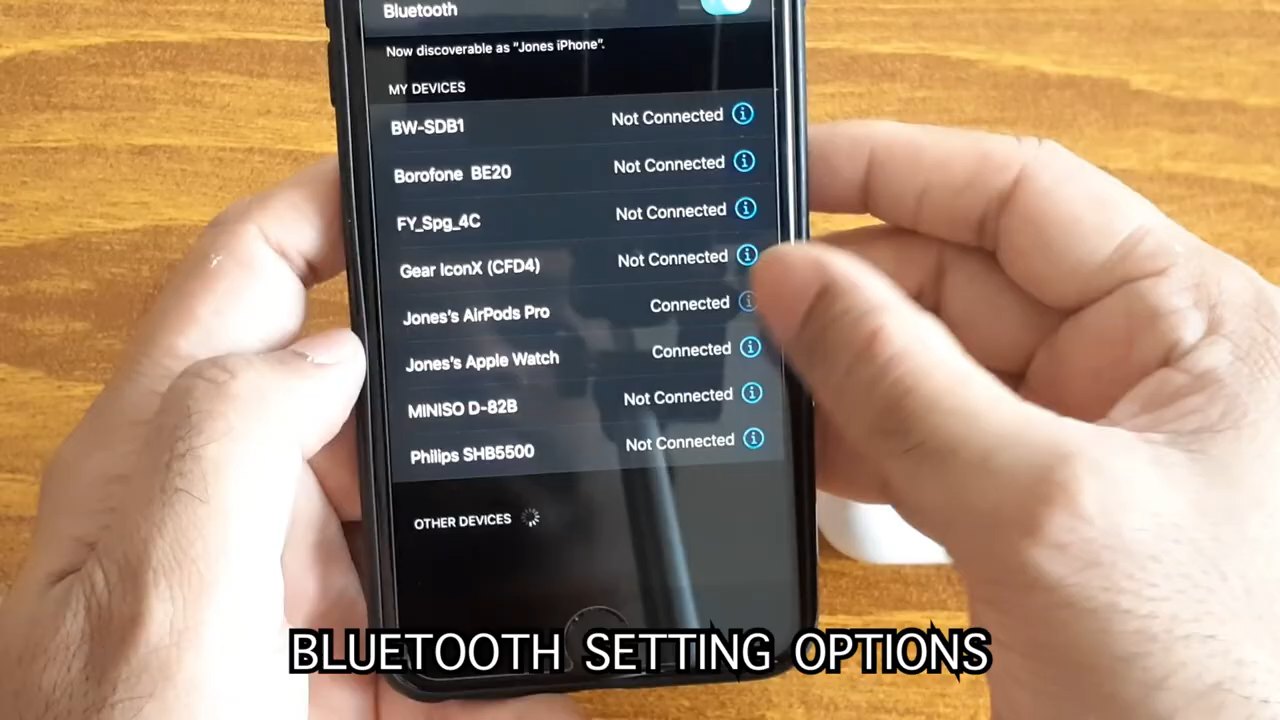 Bluetooth
Now discoverable as "Jones iPhone".
MY DEVICES
BW-SDB1 Not Connected
Borofone BE20 Not Connected
FY_Spg_4C Not Connected
Gear IconX (CFD4) Not Connected
Jones's AirPods Pro Connected
Jones's Apple Watch Connected
MINISO D-82B Not Connected
Philips SHB5500 Not Connected
OTHER DEVICES
BLUETOOTH SETTING OPTIONS